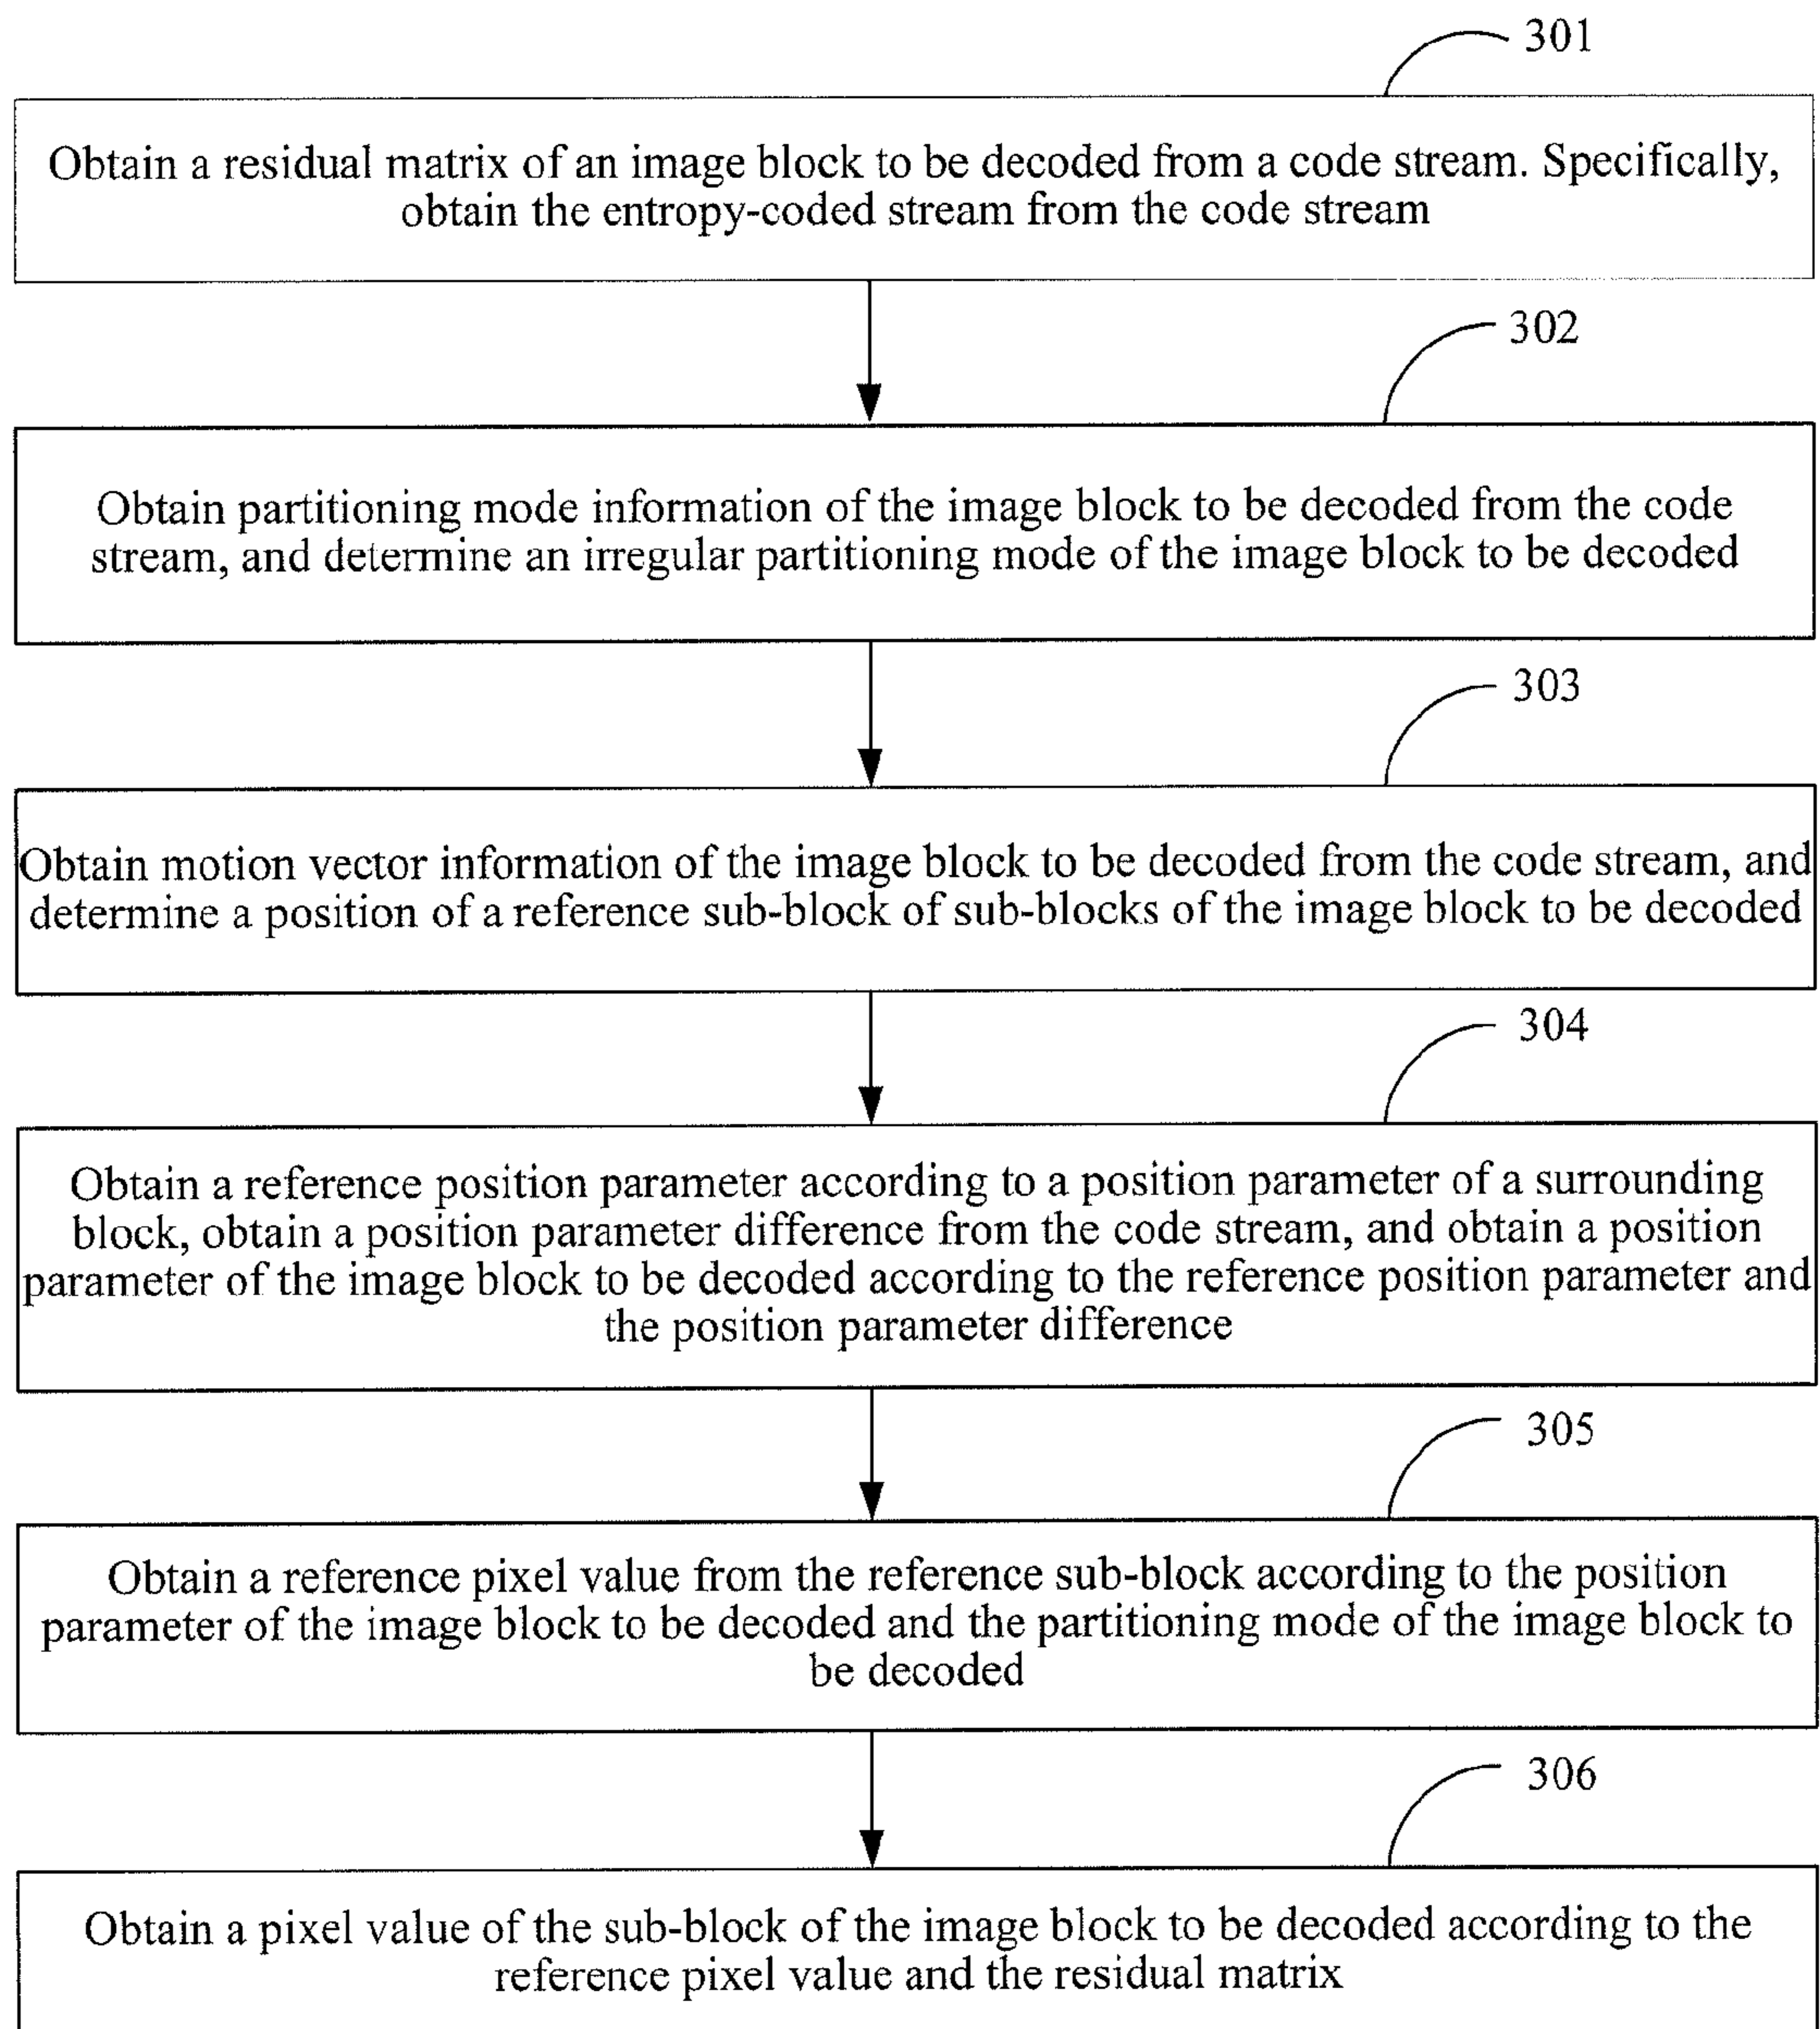 301
Obtain a residual matrix of an image block to be decoded from a code stream. Specifically,
obtain the entropy-coded stream from the code stream
302
Obtain partitioning mode information of the image block to be decoded from the code
stream, and determine an irregular partitioning mode of the image block to be decoded
303
Obtain motion vector information of the image block to be decoded from the code stream, and
determine a position of a reference sub-block of sub-blocks of the image block to be decoded
304
Obtain a reference position parameter according to a position parameter of a surrounding
block, obtain a position parameter difference from the code stream, and obtain a position
parameter of the image block to be decoded according to the reference position parameter and
the position parameter difference
305
Obtain a reference pixel value from the reference sub-block according to the position
parameter of the image block to be decoded and the partitioning mode of the image block to
be decoded
306
Obtain a pixel value of the sub-block of the image block to be decoded according to the
reference pixel value and the residual matrix